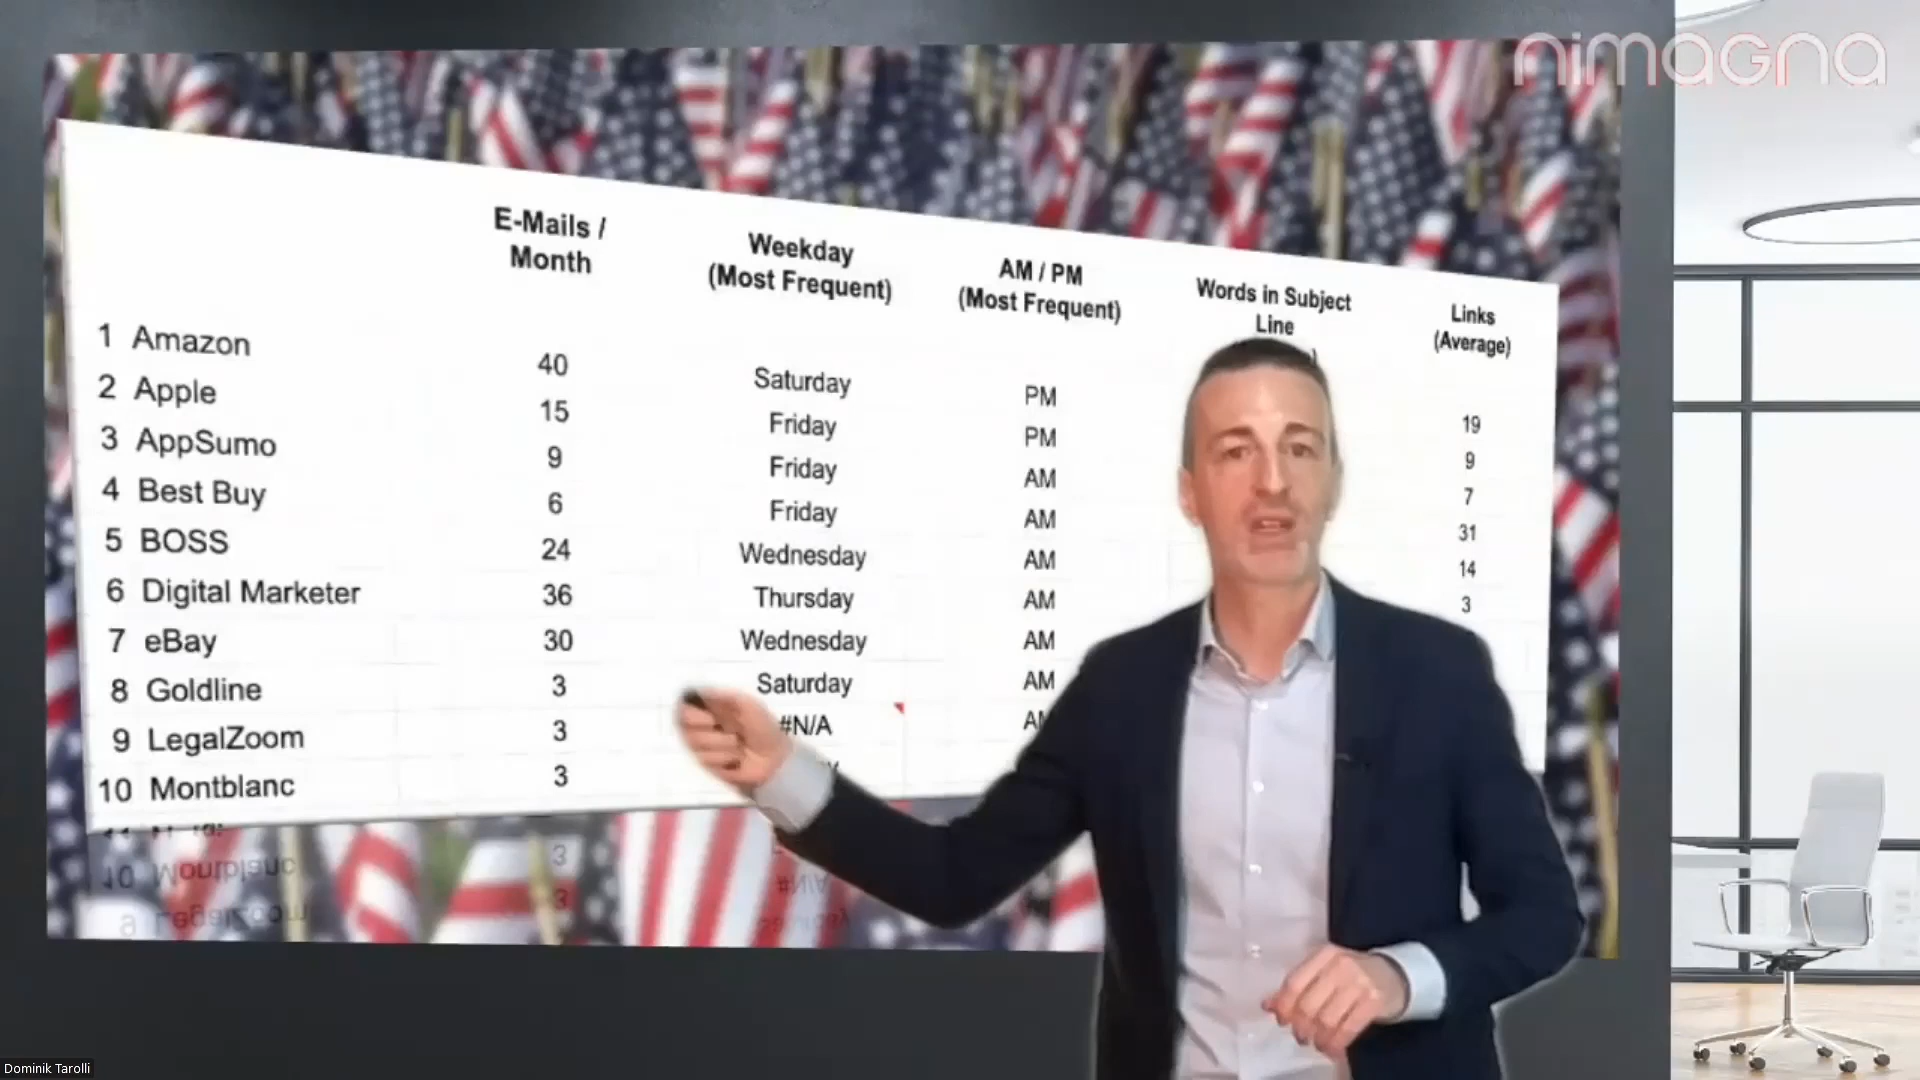 nimagna
E-Mails /
Month
Weekday
(Most Frequent)
AM / PM
(Most Frequent)
Words in Subject
Line
Links
(Average)
1 Amazon 40 Saturday PM 19
2 Apple 15 Friday PM 9
3 AppSumo 9 Friday AM 7
4 Best Buy 6 Friday AM 31
5 BOSS 24 Wednesday AM 14
6 Digital Marketer 36 Thursday AM 3
7 eBay 30 Wednesday AM
8 Goldline 3 Saturday AM
9 LegalZoom 3 #N/A
10 Montblanc 3
Dominik Tarolli